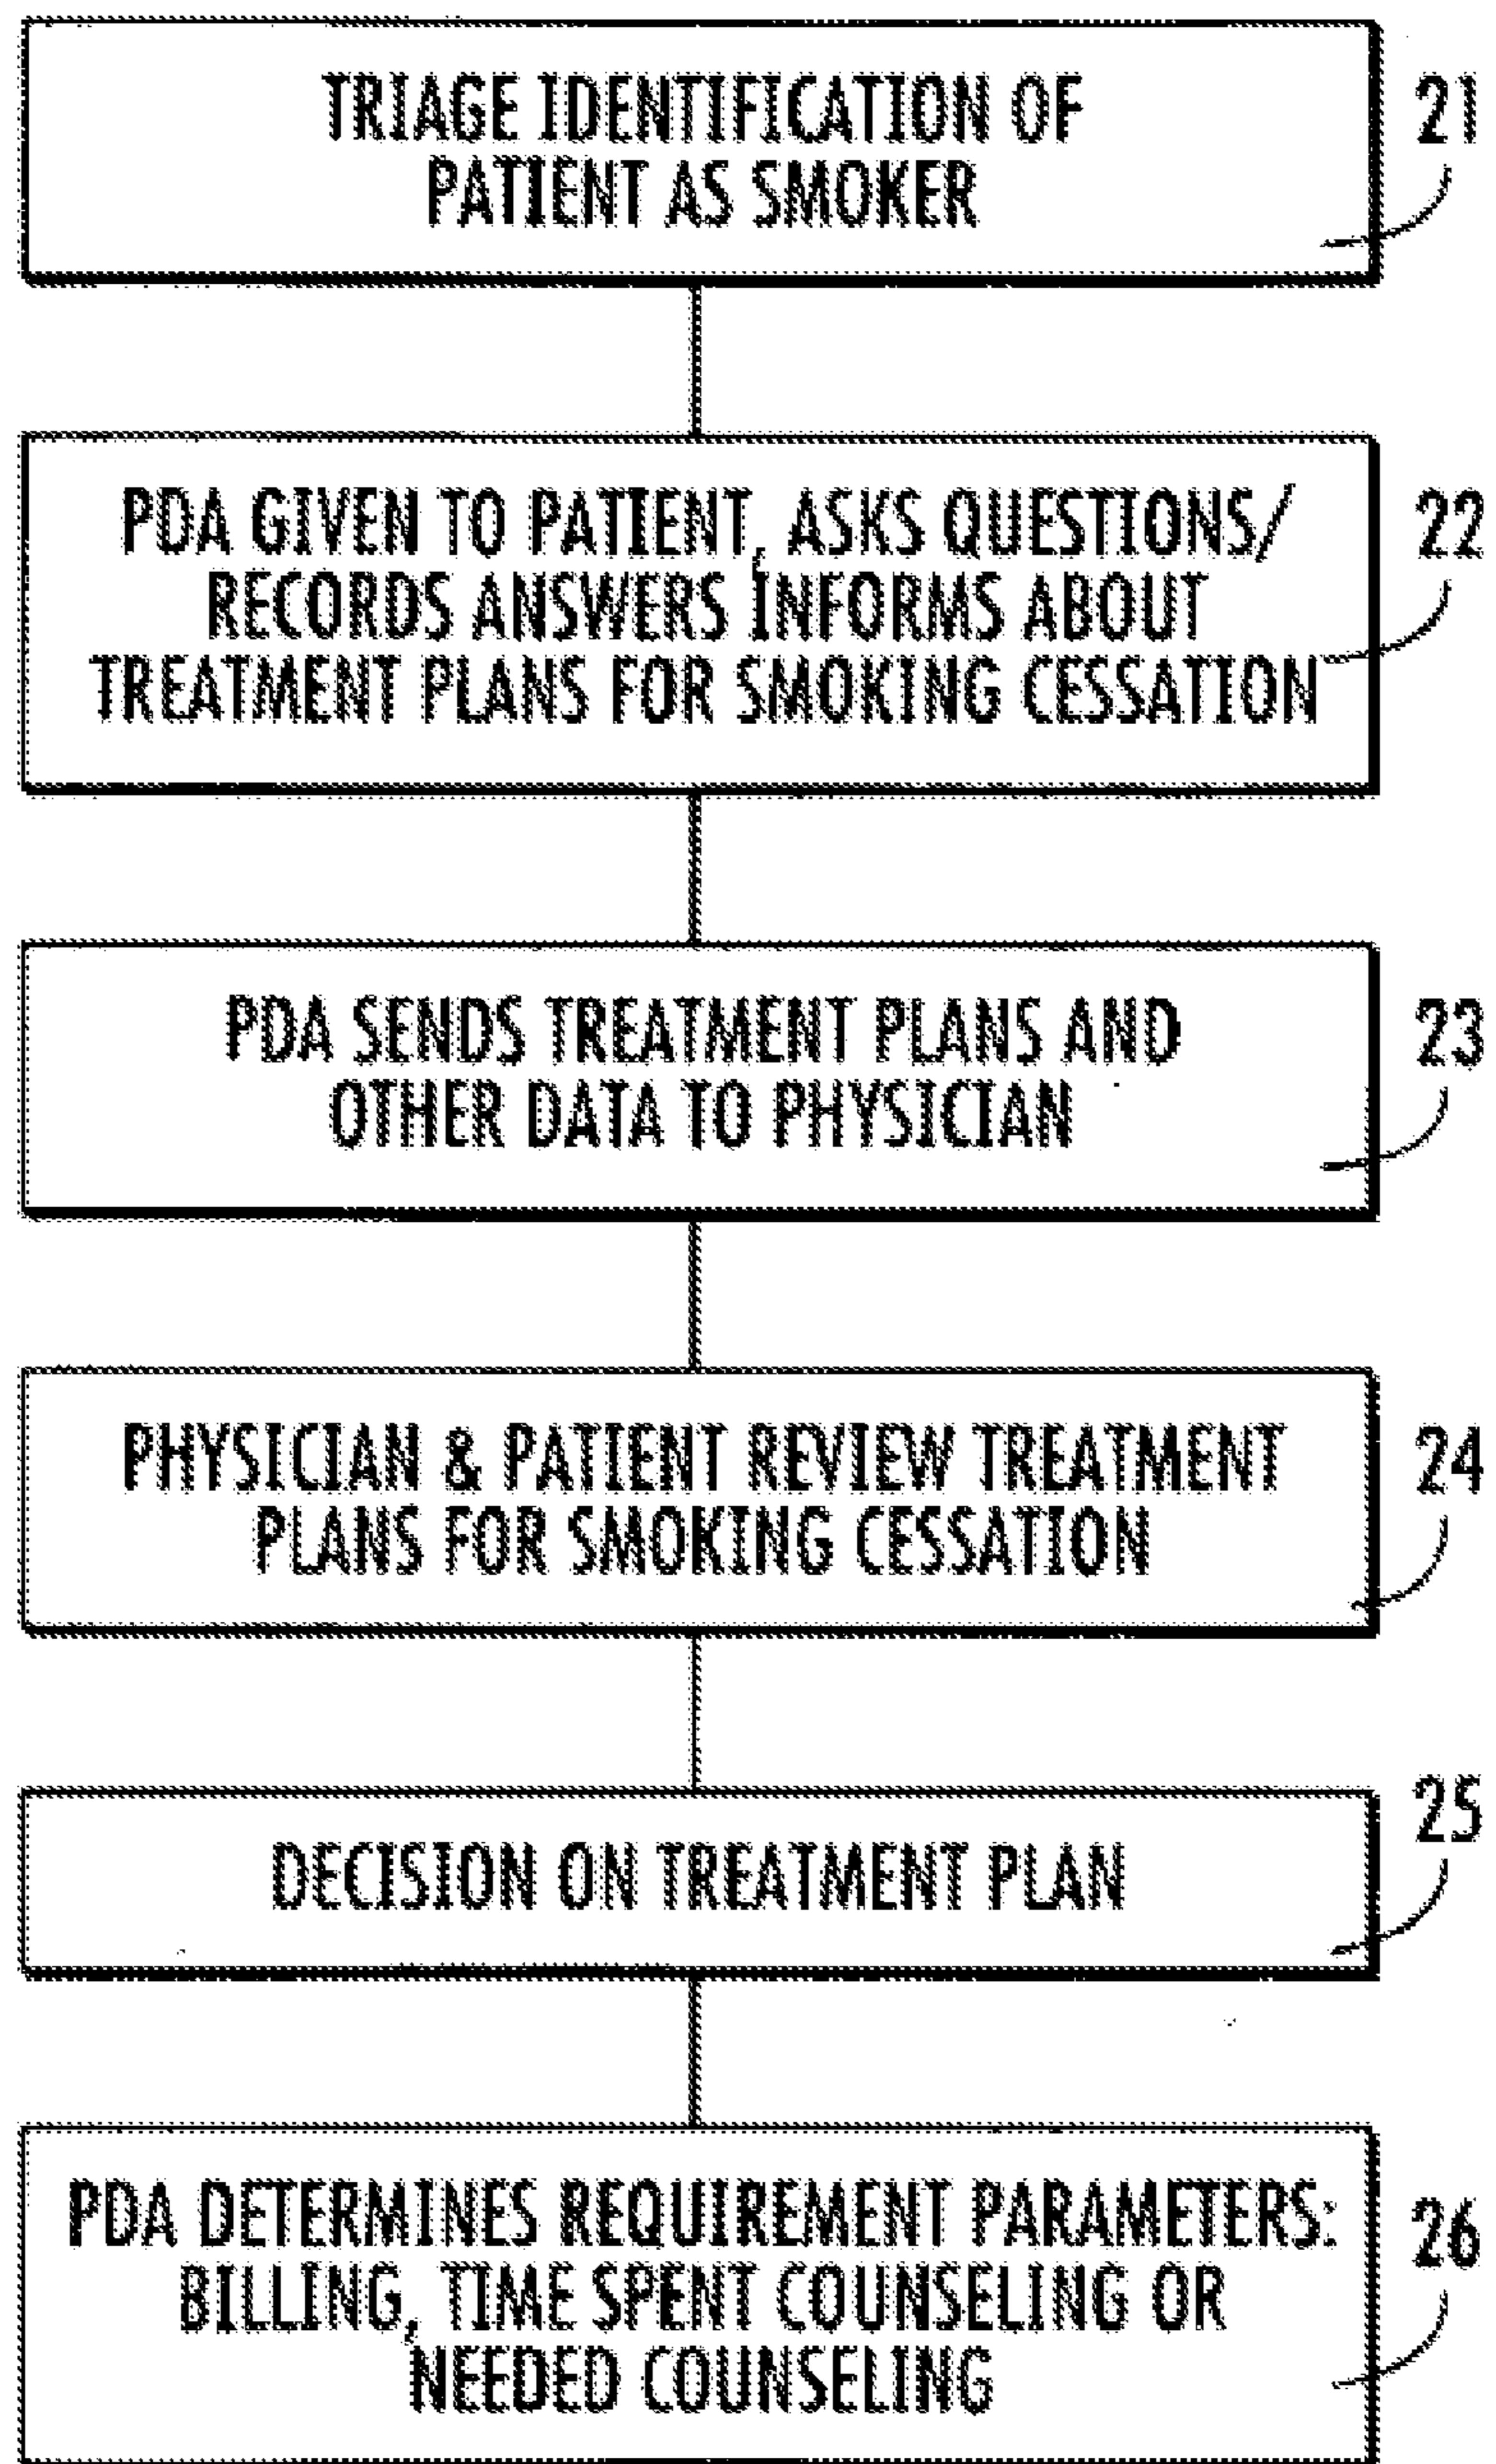 TRIAGE IDENTIFICATION OF
PATIENT AS SMOKER
21
PDA GIVEN TO PATIENT, ASKS QUESTIONS/
RECORDS ANSWERS INFORMS ABOUT
TREATMENT PLANS FOR SMOKING CESSATION
22
PDA SENDS TREATMENT PLANS AND
OTHER DATA TO PHYSICIAN
23
PHYSICIAN & PATIENT REVIEW TREATMENT
PLANS FOR SMOKING CESSATION
24
DECISION ON TREATMENT PLAN
25
PDA DETERMINES REQUIREMENT PARAMETERS:
BILLING, TIME SPENT COUNSELING OR
NEEDED COUNSELING
26